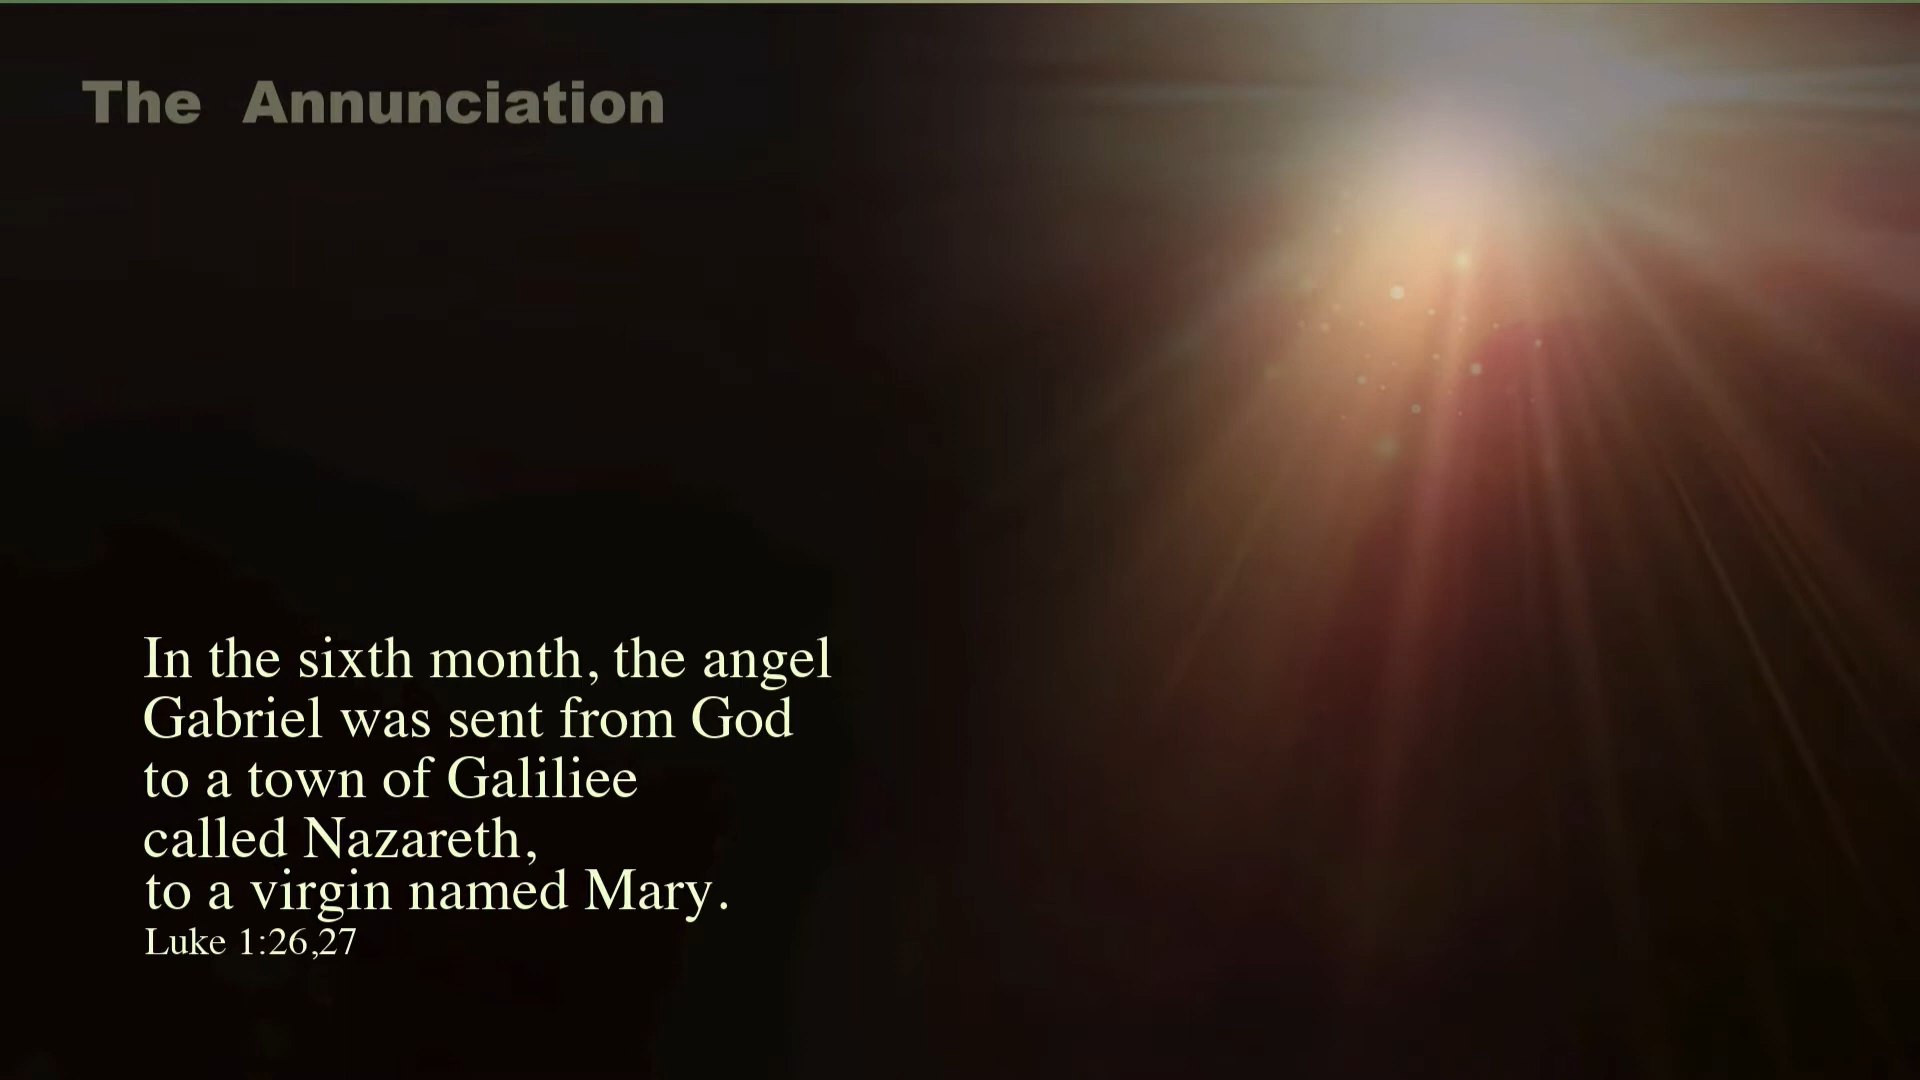 The Annunciation
In the sixth month, the angel
Gabriel was sent from God
to a town of Galiliee
called Nazareth,
to a virgin named Mary.
Luke 1:26,27